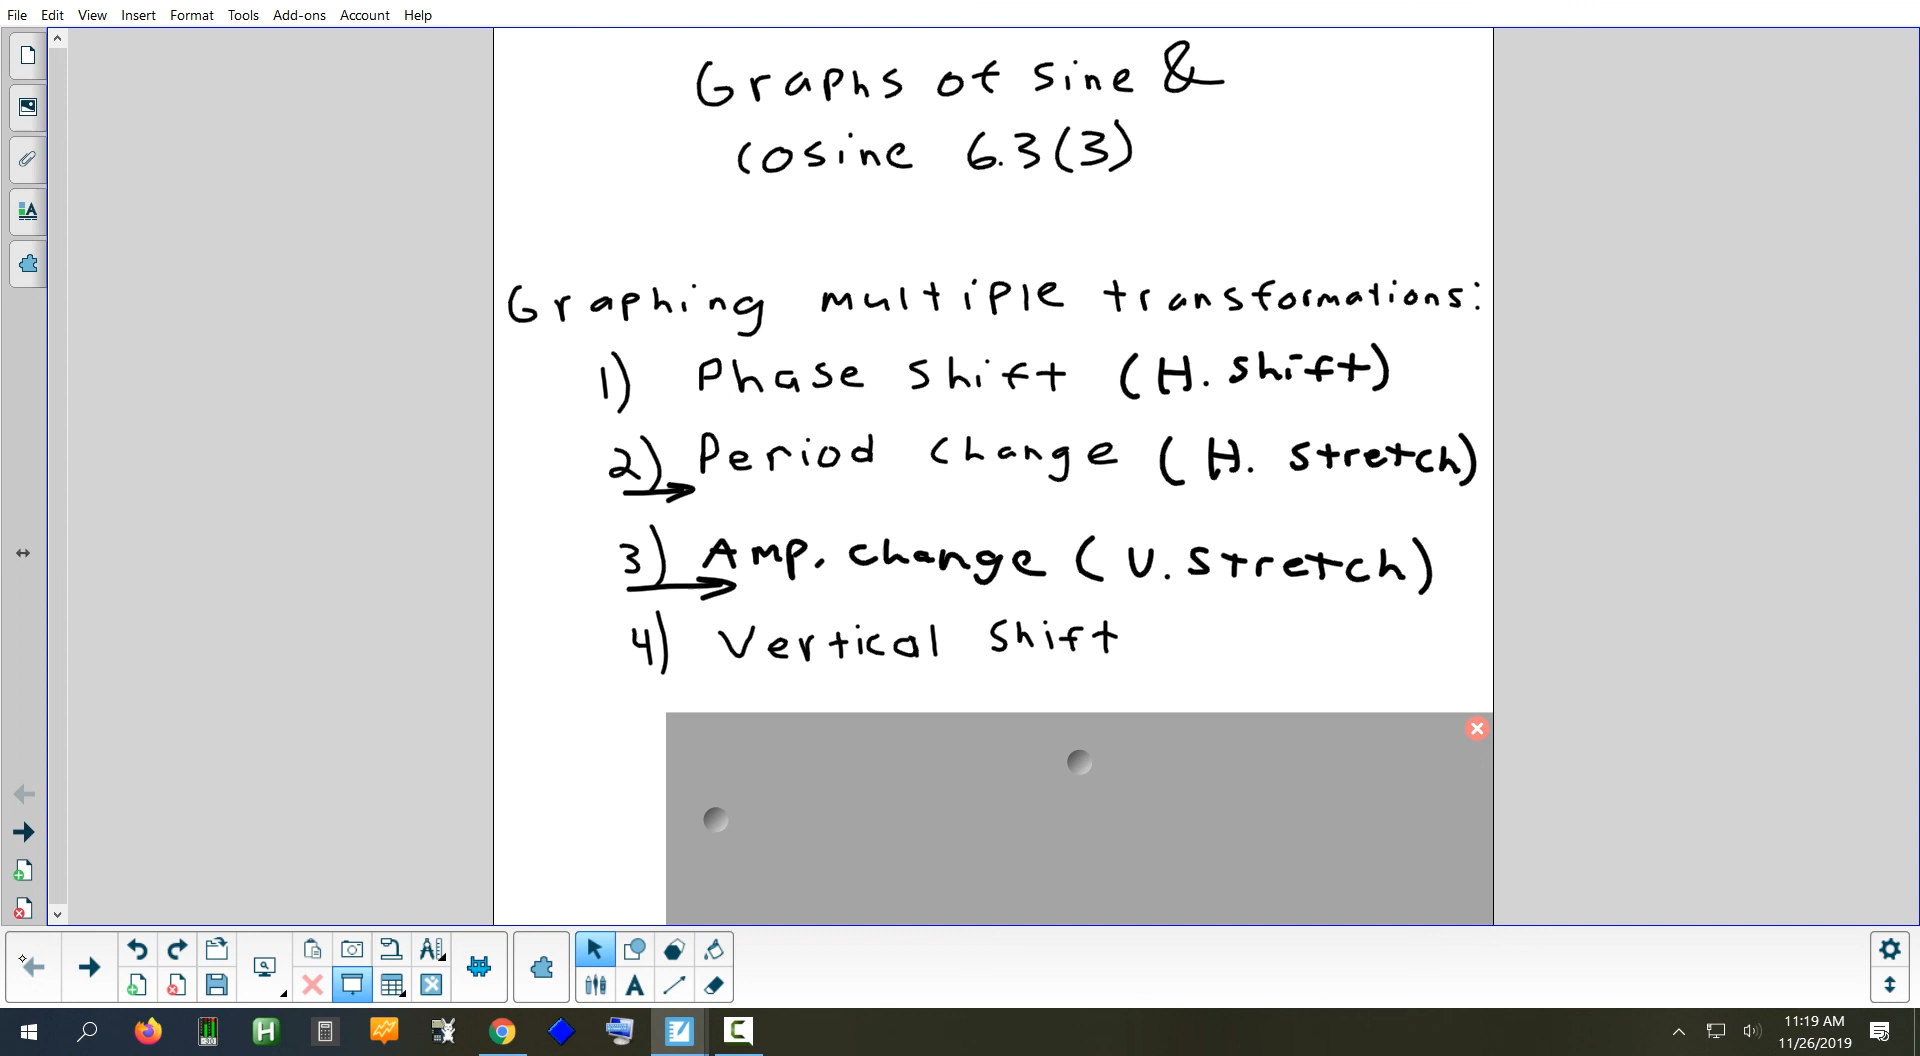 File Edit View Insert Format Tools Add-ons Account Help
Graphs of sine &
cosine 6.3(3)
Graphing multiple transformations:
1) Phase shift (H. shift)
2) Period change (H. stretch)
3) Amp. change (V. stretch)
4) Vertical Shift
11:19 AM
11/26/2019